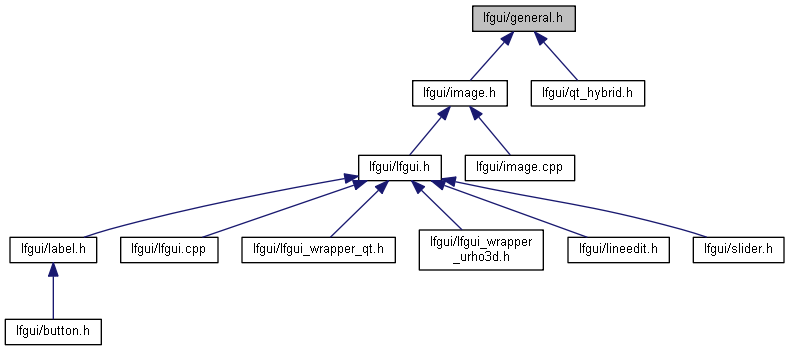 lfgui/general.h
lfgui/image.h
lfgui/qt_hybrid.h
lfgui/lfgui.h
lfgui/image.cpp
lfgui/label.h
lfgui/lfgui.cpp
lfgui/lfgui_wrapper_qt.h
lfgui/lfgui_wrapper
_urho3d.h
lfgui/lineedit.h
lfgui/slider.h
lfgui/button.h